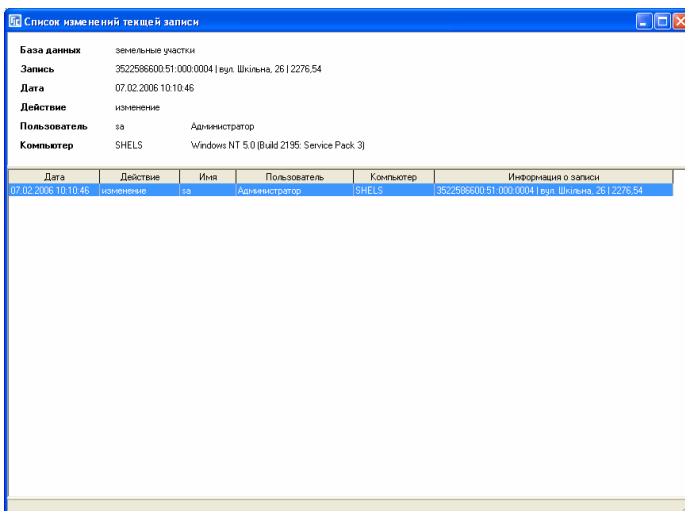 Список изменений текщей записи
База данных земельные участки
Запись 3522586600:51:000:0004 | вул. Шкільна, 26 | 2276,54
Дата 07.02.2006 10:10:46
Действие изменение
Пользователь sa Администратор
Компьютер SHELS Windows NT 5.0 (Build 2195: Service Pack 3)
Дата Действие Имя Пользователь Компьютер Информация о записи
07.02.2006 10:10:46 изменение sa Администратор SHELS 3522586600:51:000:0004 | вул. Шкільна, 26 | 2276,54